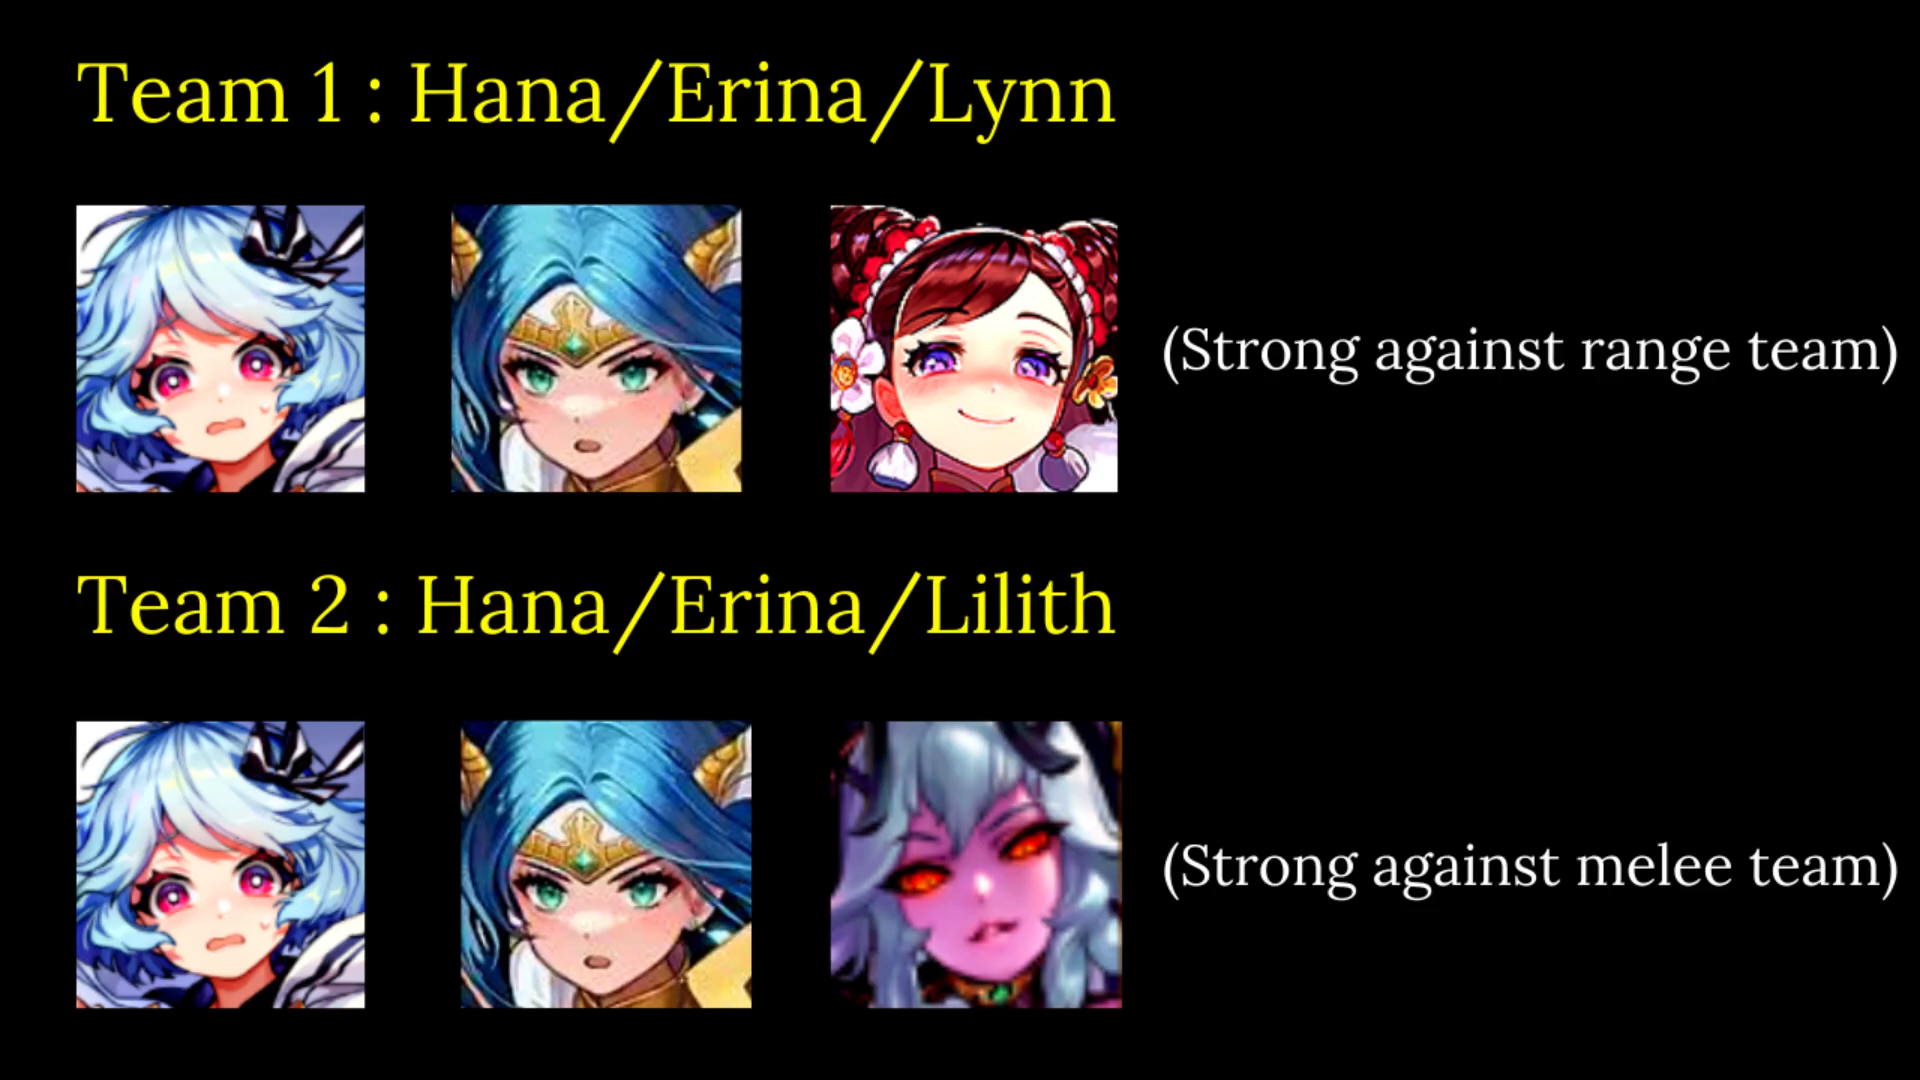 Team 1 : Hana/Erina/Lynn
(Strong against range team)
Team 2 : Hana/Erina/Lilith
(Strong against melee team)